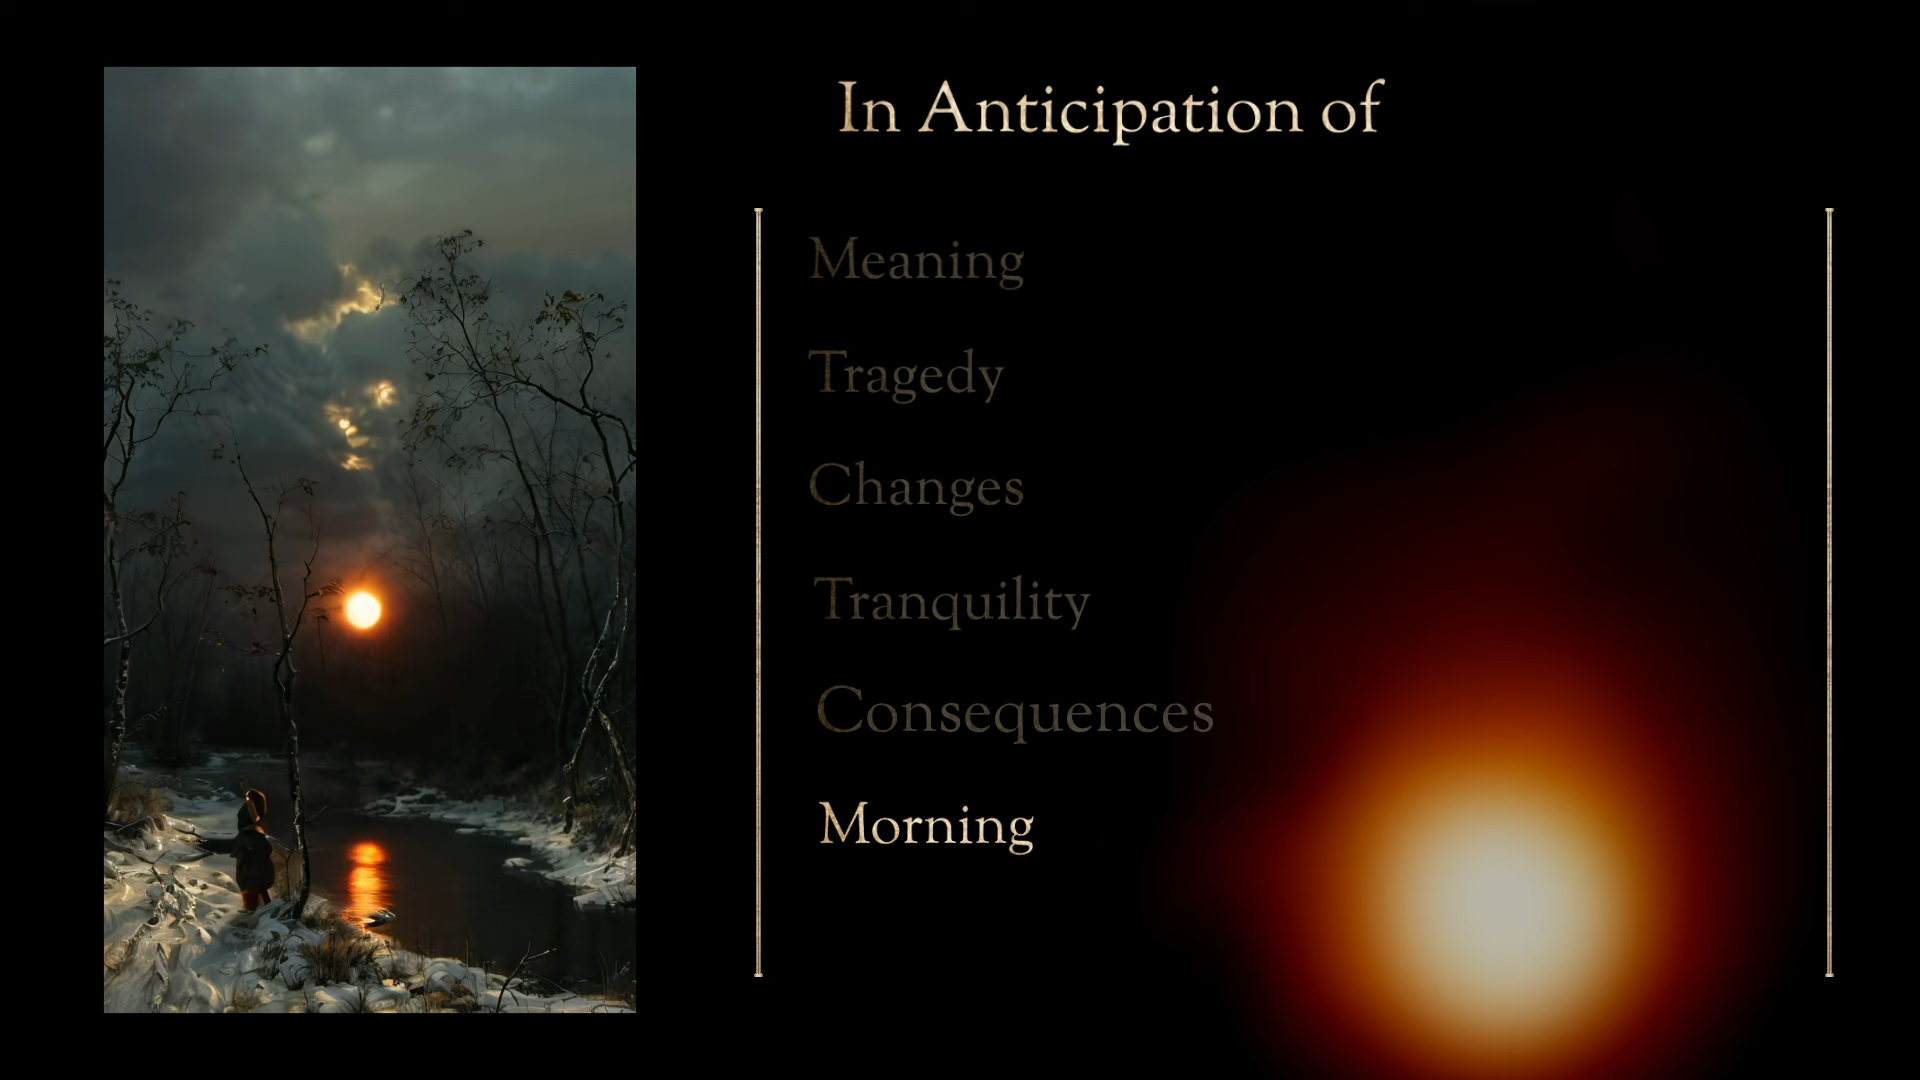 In Anticipation of
Meaning
Tragedy
Changes
Tranquility
Consequences
Morning